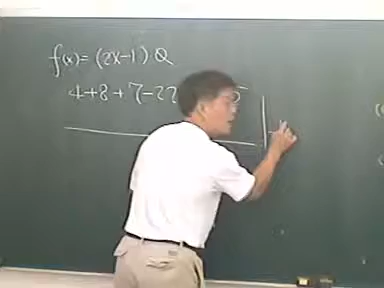 f(x) = (2x-1) Q
4+8+7-22